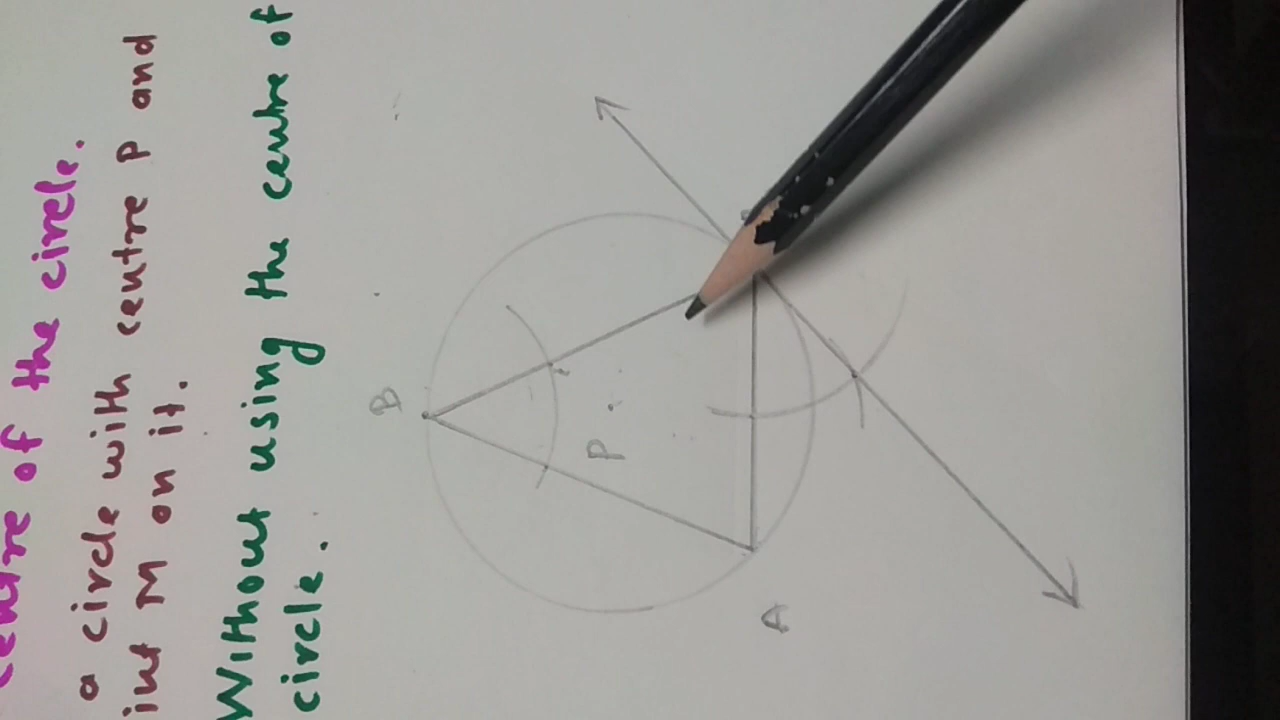 centre of the circle.
a circle with centre P and
int M on it.
Without using the centre of
circle.
B
P
A